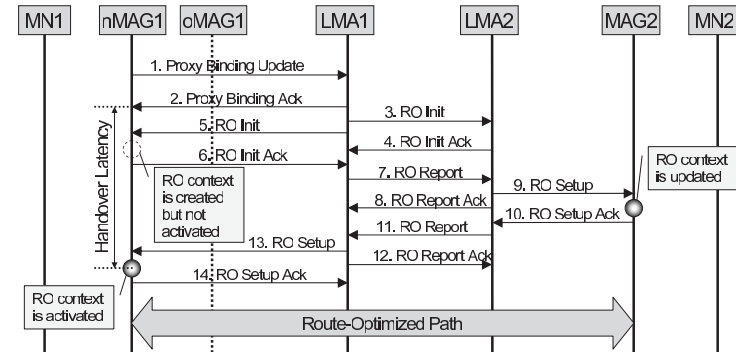 MN1 nMAG1 oMAG1 LMA1 LMA2 MAG2 MN2
1. Proxy Binding Update
2. Proxy Binding Ack
3. RO Init
5. RO Init
4. RO Init Ack
6. RO Init Ack
7. RO Report
9. RO Setup
8. RO Report Ack
10. RO Setup Ack
11. RO Report
13. RO Setup
12. RO Report Ack
14. RO Setup Ack
Handover Latency
RO context
is created
but not
activated
RO context
is updated
RO context
is activated
Route-Optimized Path